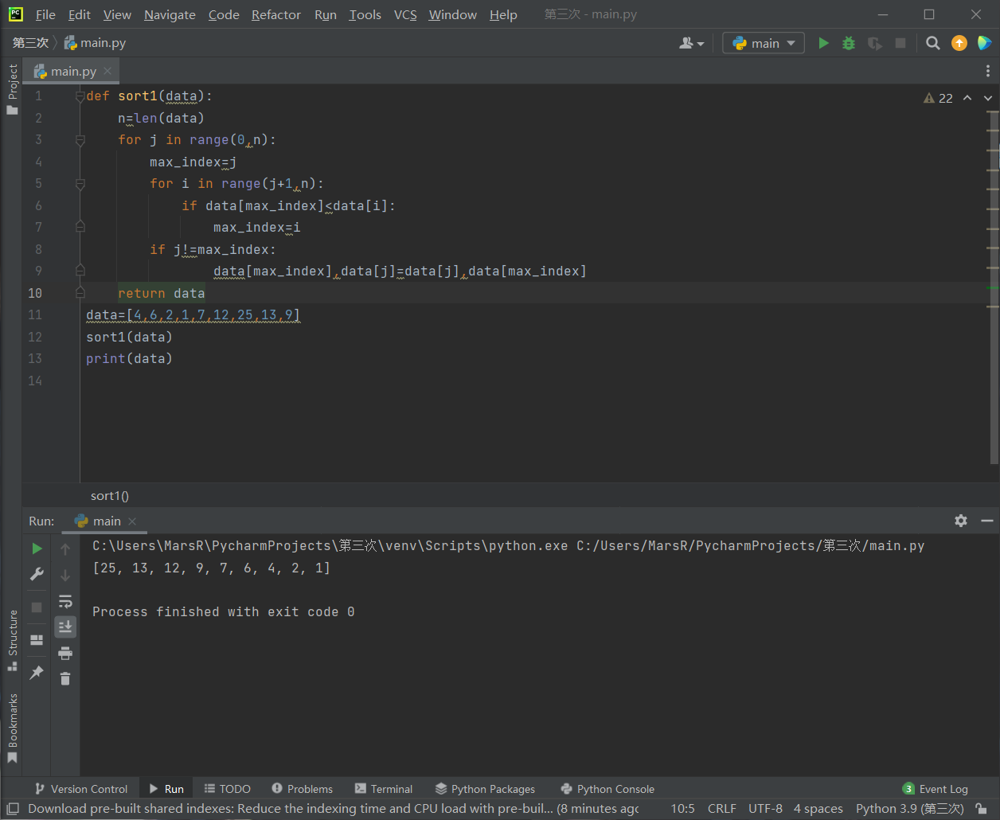 PC File Edit View Navigate Code Refactor Run Tools VCS Window Help 第三次 - main.py
第三次 main.py main
Project
main.py
22
1 def sort1(data):
2 n=len(data)
3 for j in range(0,n):
4 max_index=j
5 for i in range(j+1,n):
6 if data[max_index]<data[i]:
7 max_index=i
8 if j!=max_index:
9 data[max_index],data[j]=data[j],data[max_index]
10 return data
11 data=[4,6,2,1,7,12,25,13,9]
12 sort1(data)
13 print(data)
14
sort1()
Run: main
C:\Users\MarsR\PycharmProjects\第三次\venv\Scripts\python.exe C:/Users/MarsR/PycharmProjects/第三次/main.py
[25, 13, 12, 9, 7, 6, 4, 2, 1]
Process finished with exit code 0
Structure
Bookmarks
Version Control Run TODO Problems Terminal Python Packages Python Console 3 Event Log
Download pre-built shared indexes: Reduce the indexing time and CPU load with pre-buil... (8 minutes agc 10:5 CRLF UTF-8 4 spaces Python 3.9 (第三次)